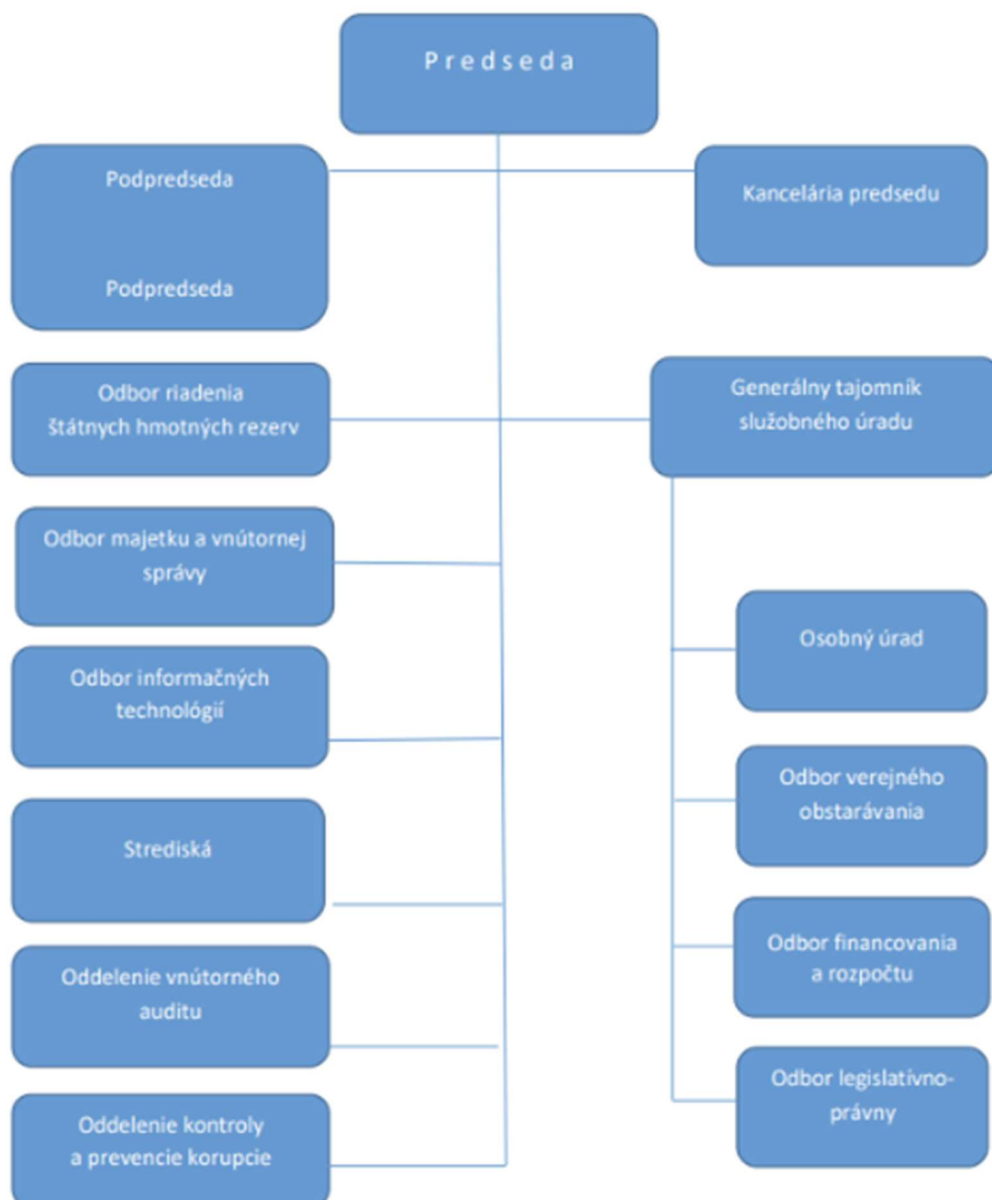 Predseda
Podpredseda
Podpredseda
Kancelária predsedu
Odbor riadenia
štátnych hmotných rezerv
Generálny tajomník
služobného úradu
Odbor majetku a vnútornej
správy
Odbor informačných
technológií
Strediská
Oddelenie vnútorného
auditu
Oddelenie kontroly
a prevencie korupcie
Osobný úrad
Odbor verejného
obstarávania
Odbor financovania
a rozpočtu
Odbor legislatívno-
právny